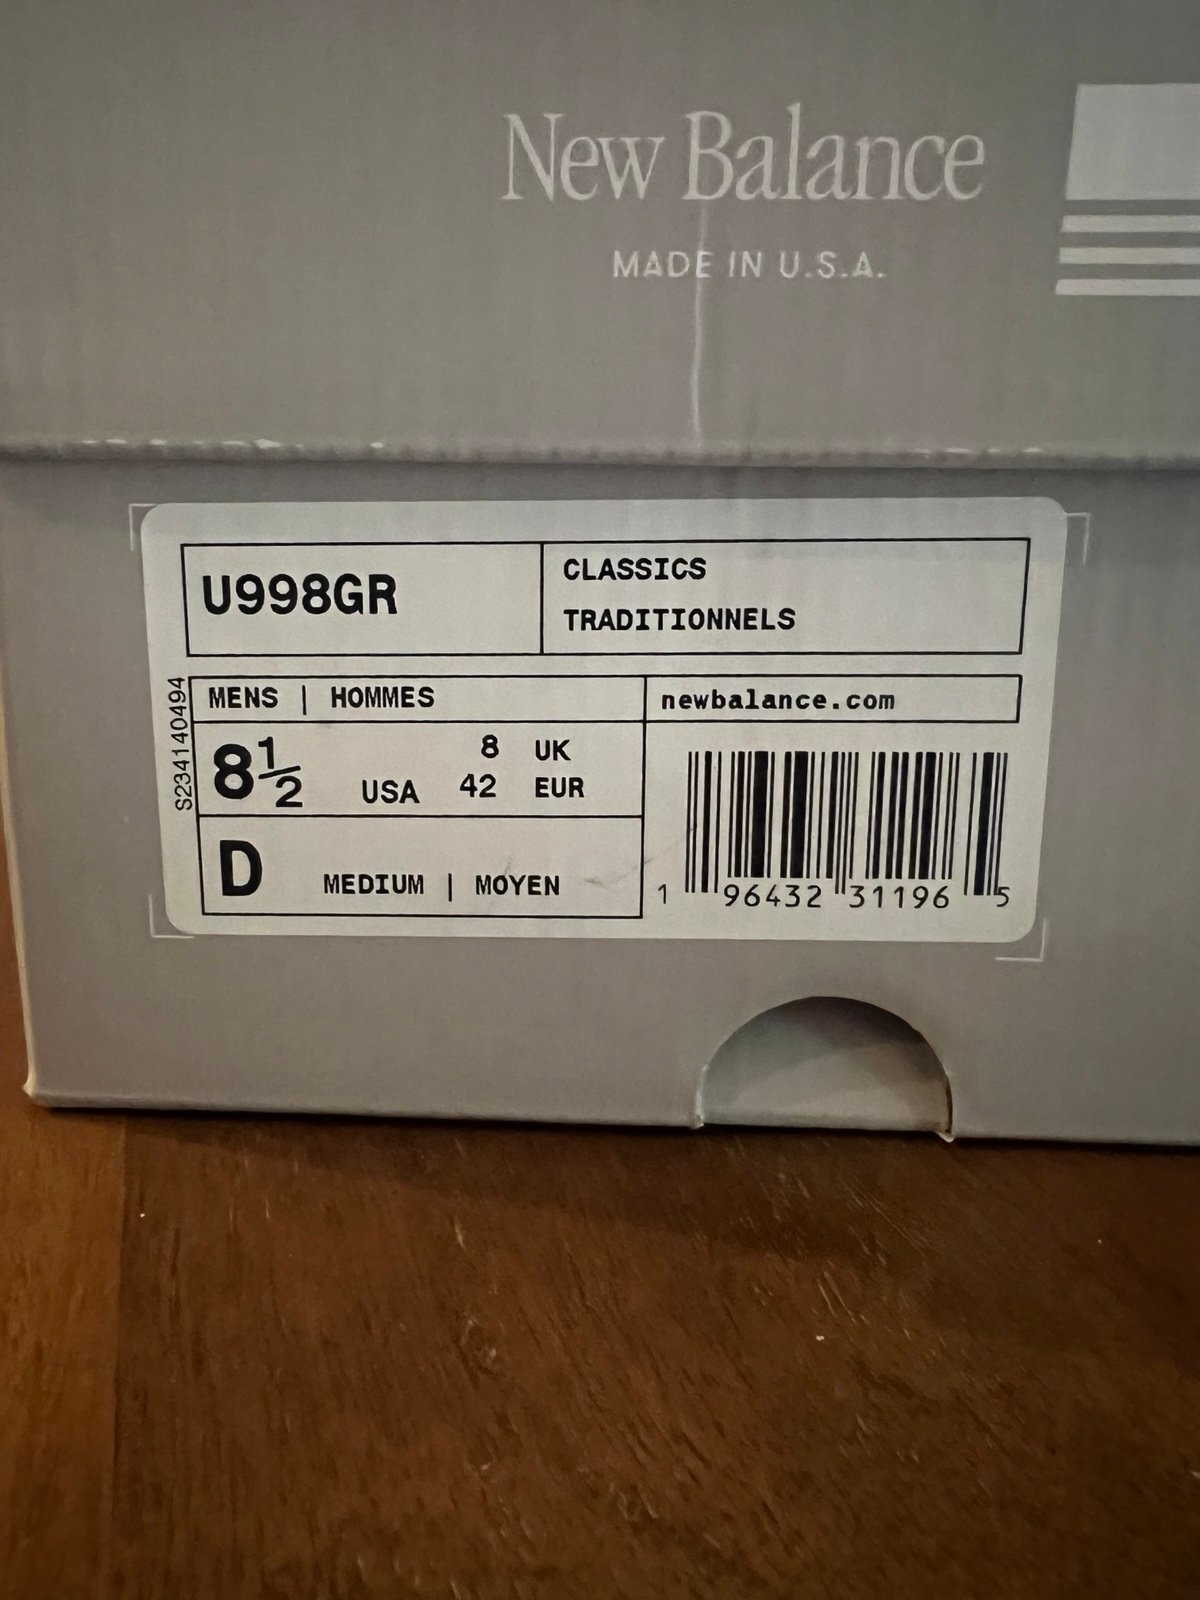 New Balance
MADE IN U.S.A.
U998GR
CLASSICS
TRADITIONNELS
S234140494
MENS | HOMMES
newbalance.com
8½ USA 8 UK
42 EUR
D MEDIUM | MOYEN
1 96432 31196 5